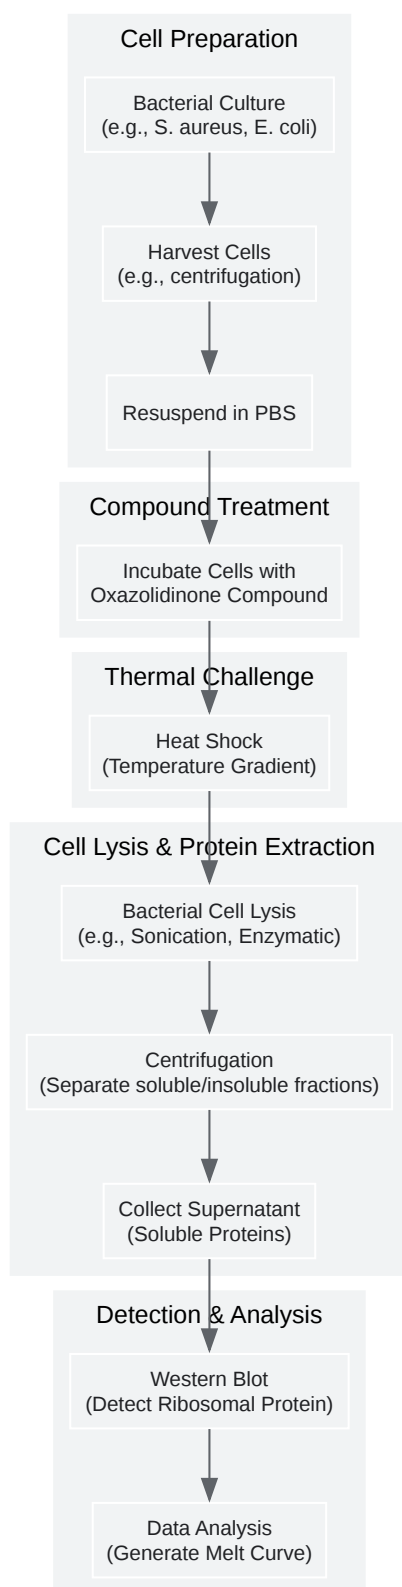 Cell Preparation
Bacterial Culture
(e.g., S. aureus, E. coli)
Harvest Cells
(e.g., centrifugation)
Resuspend in PBS
Compound Treatment
Incubate Cells with
Oxazolidinone Compound
Thermal Challenge
Heat Shock
(Temperature Gradient)
Cell Lysis & Protein Extraction
Bacterial Cell Lysis
(e.g., Sonication, Enzymatic)
Centrifugation
(Separate soluble/insoluble fractions)
Collect Supernatant
(Soluble Proteins)
Detection & Analysis
Western Blot
(Detect Ribosomal Protein)
Data Analysis
(Generate Melt Curve)